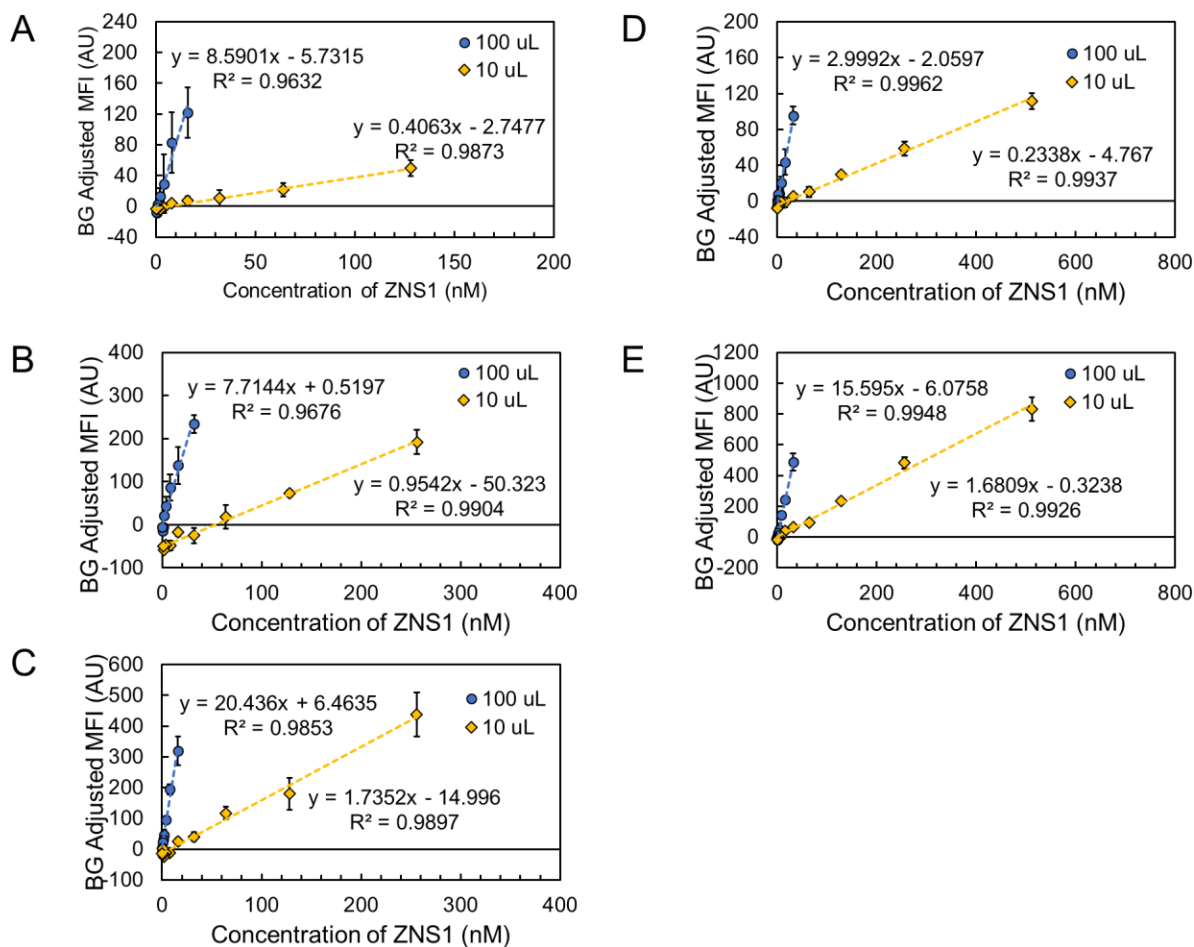 A
BG Adjusted MFI (AU)
240
200
160
120
80
40
0
-40
y = 8.5901x - 5.7315
R² = 0.9632
100 uL
10 uL
y = 0.4063x - 2.7477
R² = 0.9873
0 50 100 150 200
Concentration of ZNS1 (nM)
D
BG Adjusted MFI (AU)
200
160
120
80
40
0
-40
y = 2.9992x - 2.0597
R² = 0.9962
100 uL
10 uL
y = 0.2338x - 4.767
R² = 0.9937
0 200 400 600 800
Concentration of ZNS1 (nM)
B
BG Adjusted MFI (AU)
400
300
200
100
0
-100
y = 7.7144x + 0.5197
R² = 0.9676
100 uL
10 uL
y = 0.9542x - 50.323
R² = 0.9904
0 100 200 300 400
Concentration of ZNS1 (nM)
E
BG Adjusted MFI (AU)
1200
1000
800
600
400
200
0
-200
y = 15.595x - 6.0758
R² = 0.9948
100 uL
10 uL
y = 1.6809x - 0.3238
R² = 0.9926
0 200 400 600 800
Concentration of ZNS1 (nM)
C
BG Adjusted MFI (AU)
600
500
400
300
200
100
0
-100
y = 20.436x + 6.4635
R² = 0.9853
100 uL
10 uL
y = 1.7352x - 14.996
R² = 0.9897
0 100 200 300 400
Concentration of ZNS1 (nM)